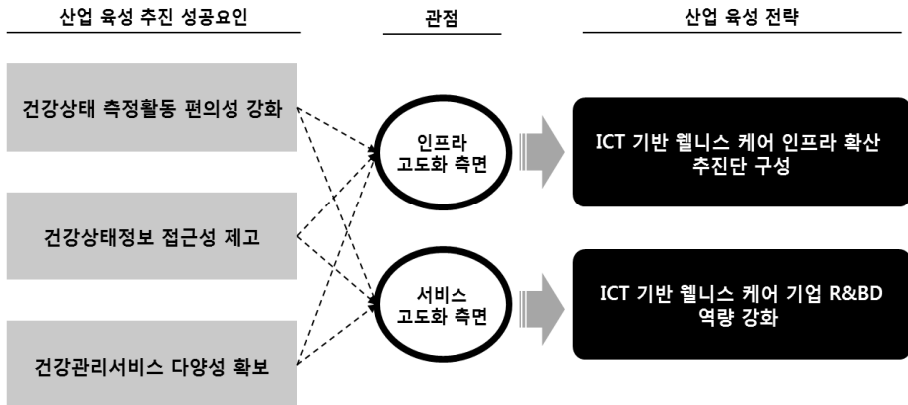 산업 육성 추진 성공요인
관점
산업 육성 전략
건강상태 측정활동 편의성 강화
건강상태정보 접근성 제고
건강관리서비스 다양성 확보
인프라
고도화 측면
서비스
고도화 측면
ICT 기반 웰니스 케어 인프라 확산
추진단 구성
ICT 기반 웰니스 케어 기업 R&BD
역량 강화